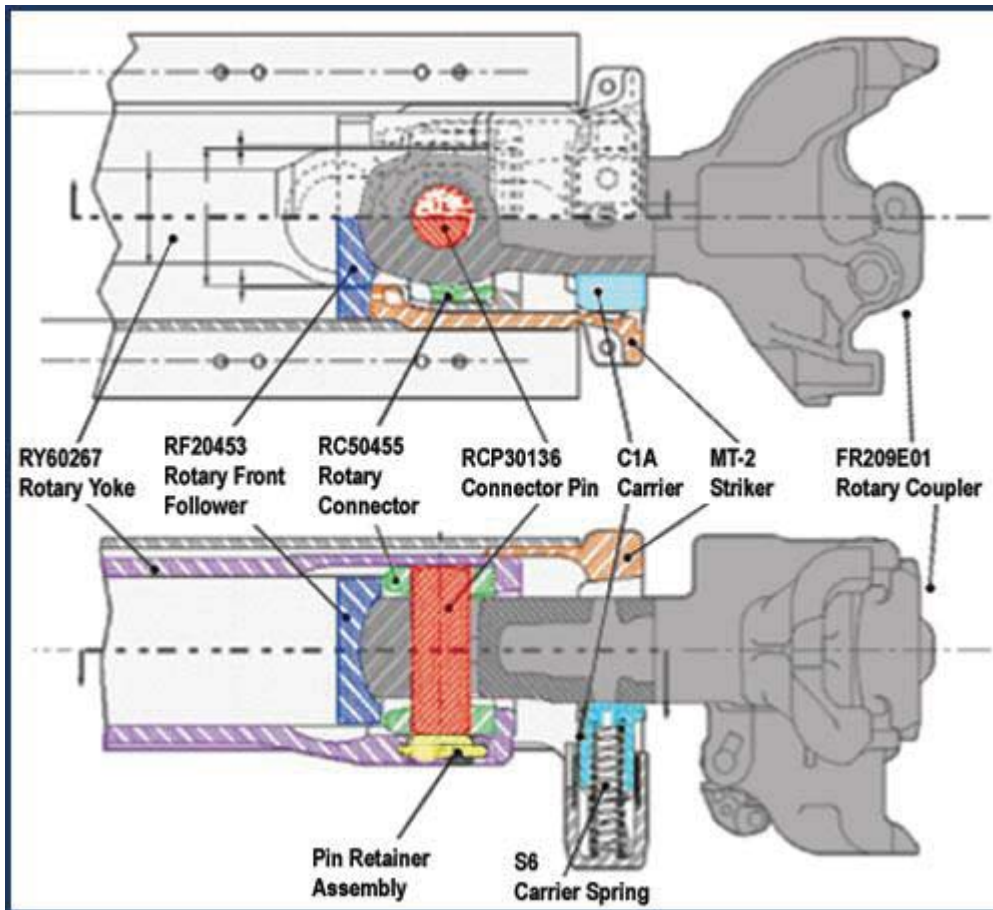 RY60267
Rotary Yoke
RF20453
Rotary Front
Follower
RC50455
Rotary
Connector
RCP30136
Connector Pin
C1A
Carrier
MT-2
Striker
FR209E01
Rotary Coupler
Pin Retainer
Assembly
S6
Carrier Spring